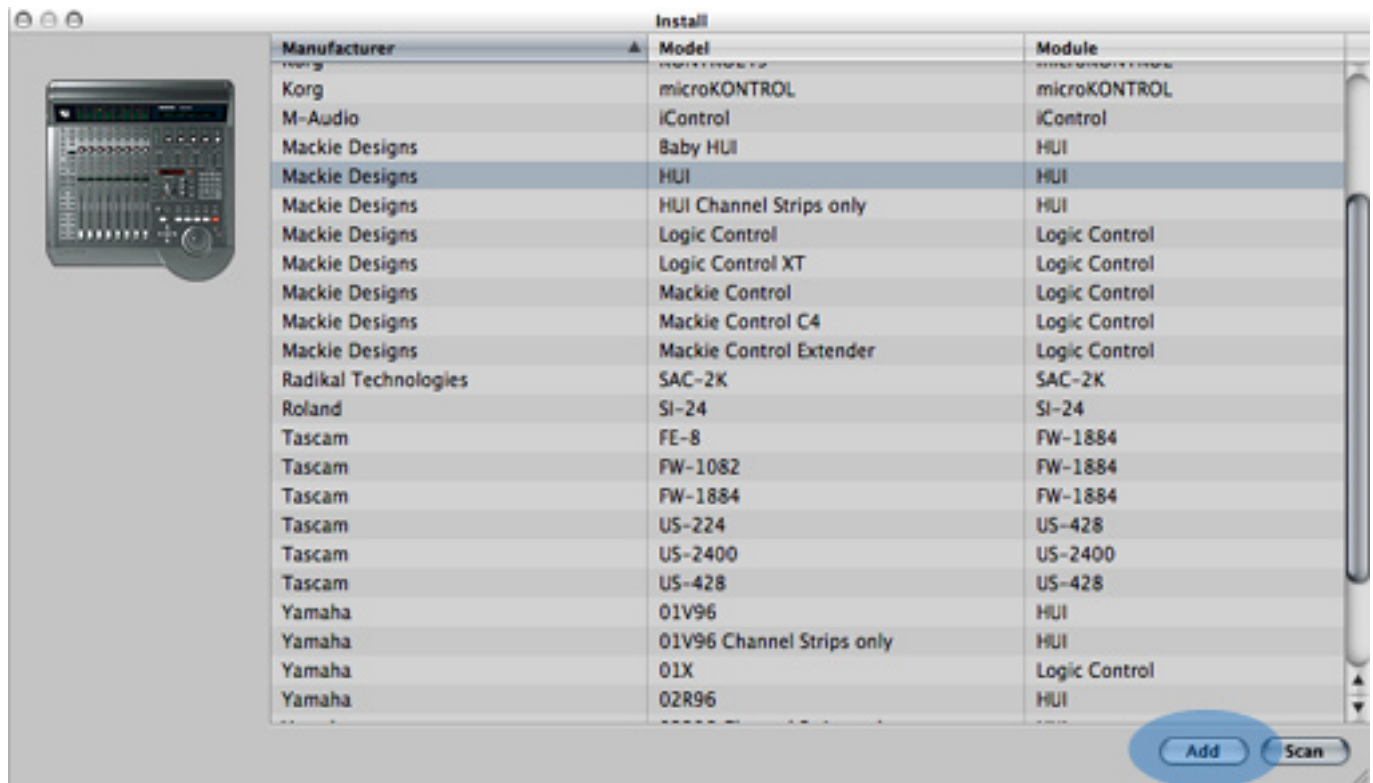 Install
Manufacturer Model Module
Korg microKONTROL microKONTROL
M-Audio iControl iControl
Mackie Designs Baby HUI HUI
Mackie Designs HUI HUI
Mackie Designs HUI Channel Strips only HUI
Mackie Designs Logic Control Logic Control
Mackie Designs Logic Control XT Logic Control
Mackie Designs Mackie Control Logic Control
Mackie Designs Mackie Control C4 Logic Control
Mackie Designs Mackie Control Extender Logic Control
Radikal Technologies SAC-2K SAC-2K
Roland SI-24 SI-24
Tascam FE-8 FW-1884
Tascam FW-1082 FW-1884
Tascam FW-1884 FW-1884
Tascam US-224 US-428
Tascam US-2400 US-2400
Tascam US-428 US-428
Yamaha 01V96 HUI
Yamaha 01V96 Channel Strips only HUI
Yamaha 01X Logic Control
Yamaha 02R96 HUI
Add Scan